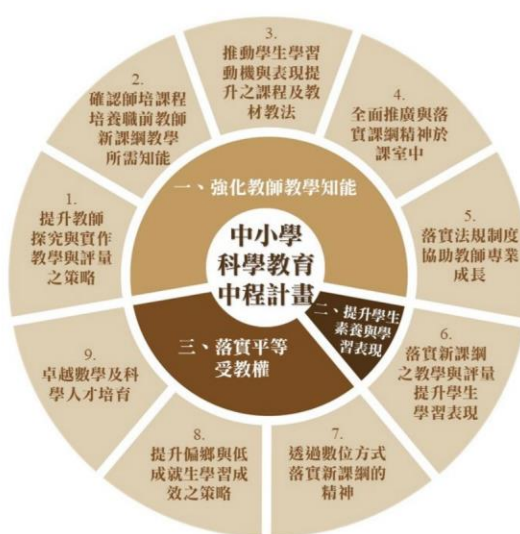 中小學
科學教育
中程計畫
一、強化教師教學知能
二、提升學生
素養與學
習表現
三、落實平等
受教權
1.
提升教師
探究與實作
教學與評量
之策略
2.
確認師培課程
培養職前教師
新課綱教學
所需知能
3.
推動學生學習
動機與表現提
升之課程及教
材教法
4.
全面推廣與落
實課綱精神於
課室中
5.
落實法規制度
協助教師專業
成長
6.
落實新課綱
之教學與評量
提升學生
學習表現
7.
透過數位方式
落實新課綱的
精神
8.
提升偏鄉與低
成就生學習成
效之策略
9.
卓越數學及科
學人才培育